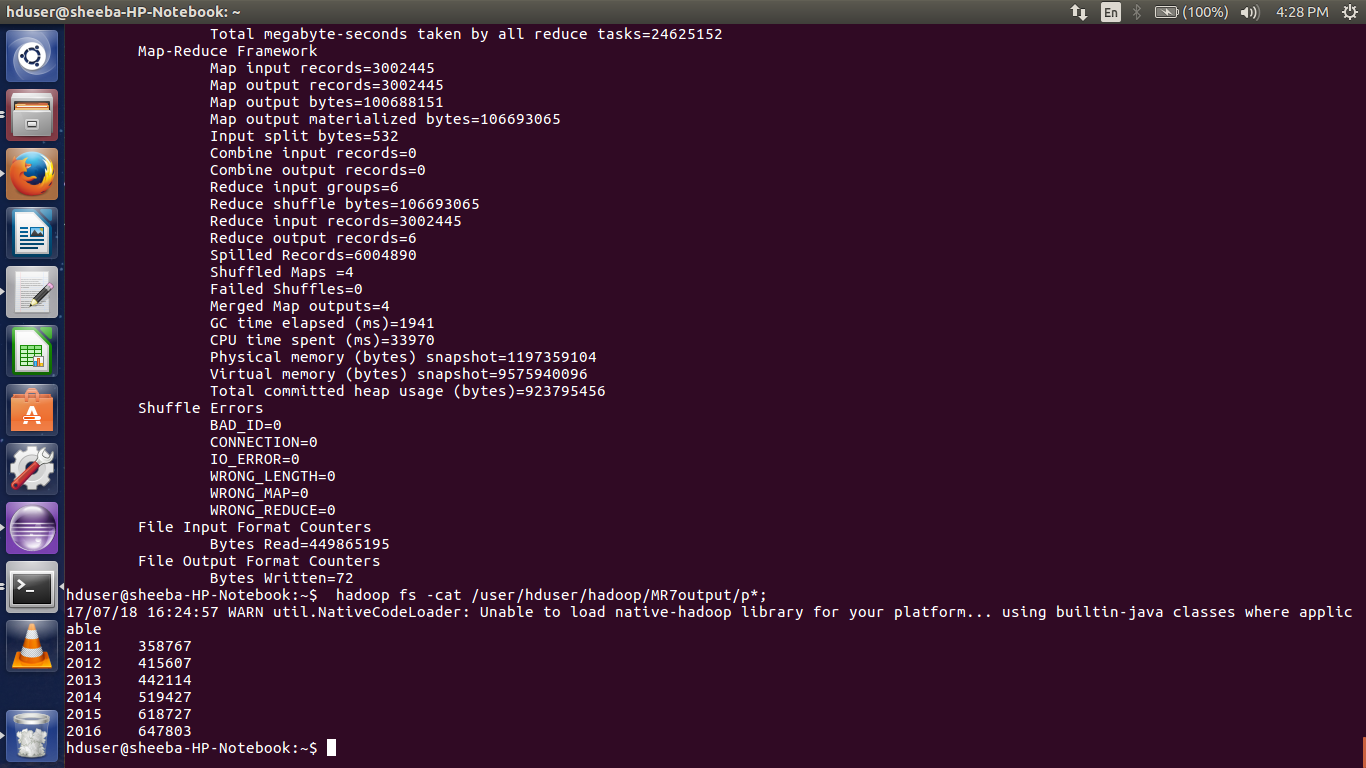 hduser@sheeba-HP-Notebook: ~ En (100%) 4:28 PM
Total megabyte-seconds taken by all reduce tasks=24625152
Map-Reduce Framework
Map input records=3002445
Map output records=3002445
Map output bytes=100688151
Map output materialized bytes=106693065
Input split bytes=532
Combine input records=0
Combine output records=0
Reduce input groups=6
Reduce shuffle bytes=106693065
Reduce input records=3002445
Reduce output records=6
Spilled Records=6004890
Shuffled Maps =4
Failed Shuffles=0
Merged Map outputs=4
GC time elapsed (ms)=1941
CPU time spent (ms)=33970
Physical memory (bytes) snapshot=1197359104
Virtual memory (bytes) snapshot=9575940096
Total committed heap usage (bytes)=923795456
Shuffle Errors
BAD_ID=0
CONNECTION=0
IO_ERROR=0
WRONG_LENGTH=0
WRONG_MAP=0
WRONG_REDUCE=0
File Input Format Counters
Bytes Read=449865195
File Output Format Counters
Bytes Written=72
hduser@sheeba-HP-Notebook:~$  hadoop fs -cat /user/hduser/hadoop/MR7output/p*;
17/07/18 16:24:57 WARN util.NativeCodeLoader: Unable to load native-hadoop library for your platform... using builtin-java classes where applic
able
2011    358767
2012    415607
2013    442114
2014    519427
2015    618727
2016    647803
hduser@sheeba-HP-Notebook:~$